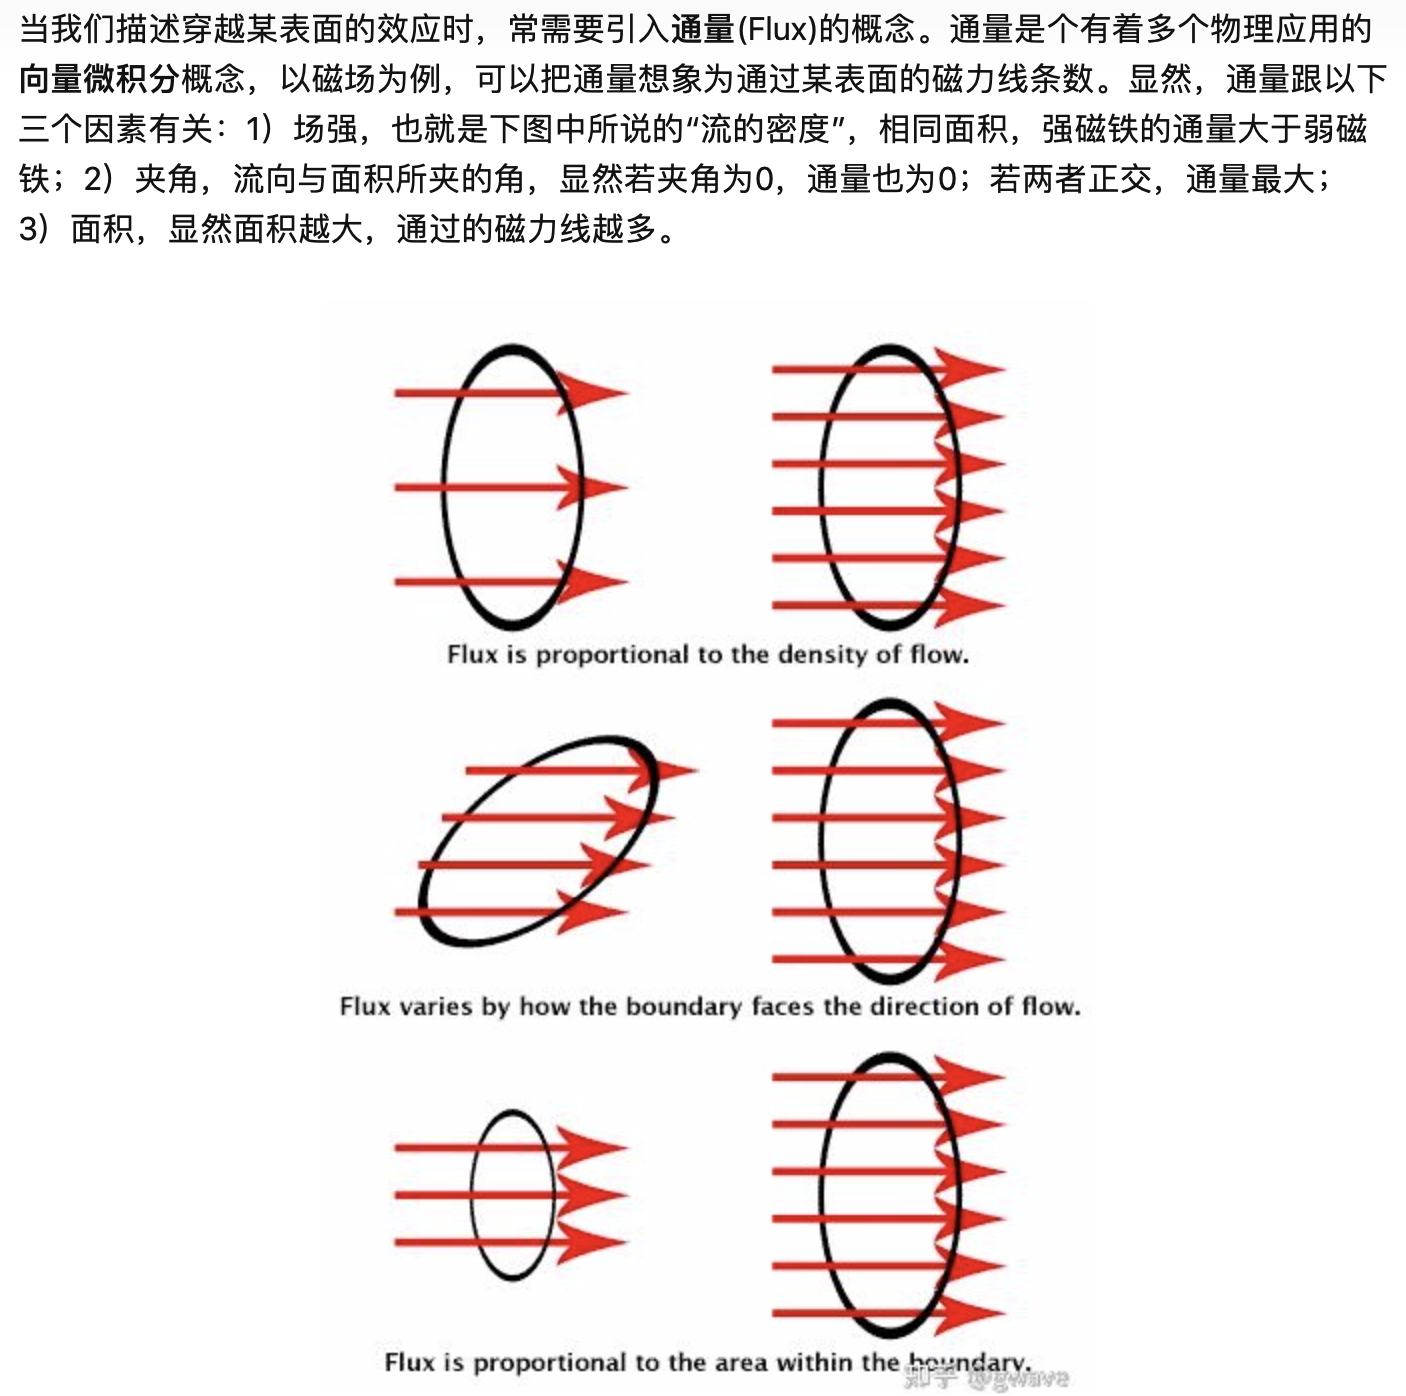 当我们描述穿越某表面的效应时，常需要引入通量(Flux)的概念。通量是个有着多个物理应用的
向量微积分概念，以磁场为例，可以把通量想象为通过某表面的磁力线条数。显然，通量跟以下
三个因素有关：1）场强，也就是下图中所说的“流的密度”，相同面积，强磁铁的通量大于弱磁
铁；2）夹角，流向与面积所夹的角，显然若夹角为0，通量也为0；若两者正交，通量最大；
3）面积，显然面积越大，通过的磁力线越多。
Flux is proportional to the density of flow.
Flux varies by how the boundary faces the direction of flow.
Flux is proportional to the area within the boundary.
知乎 @gwave